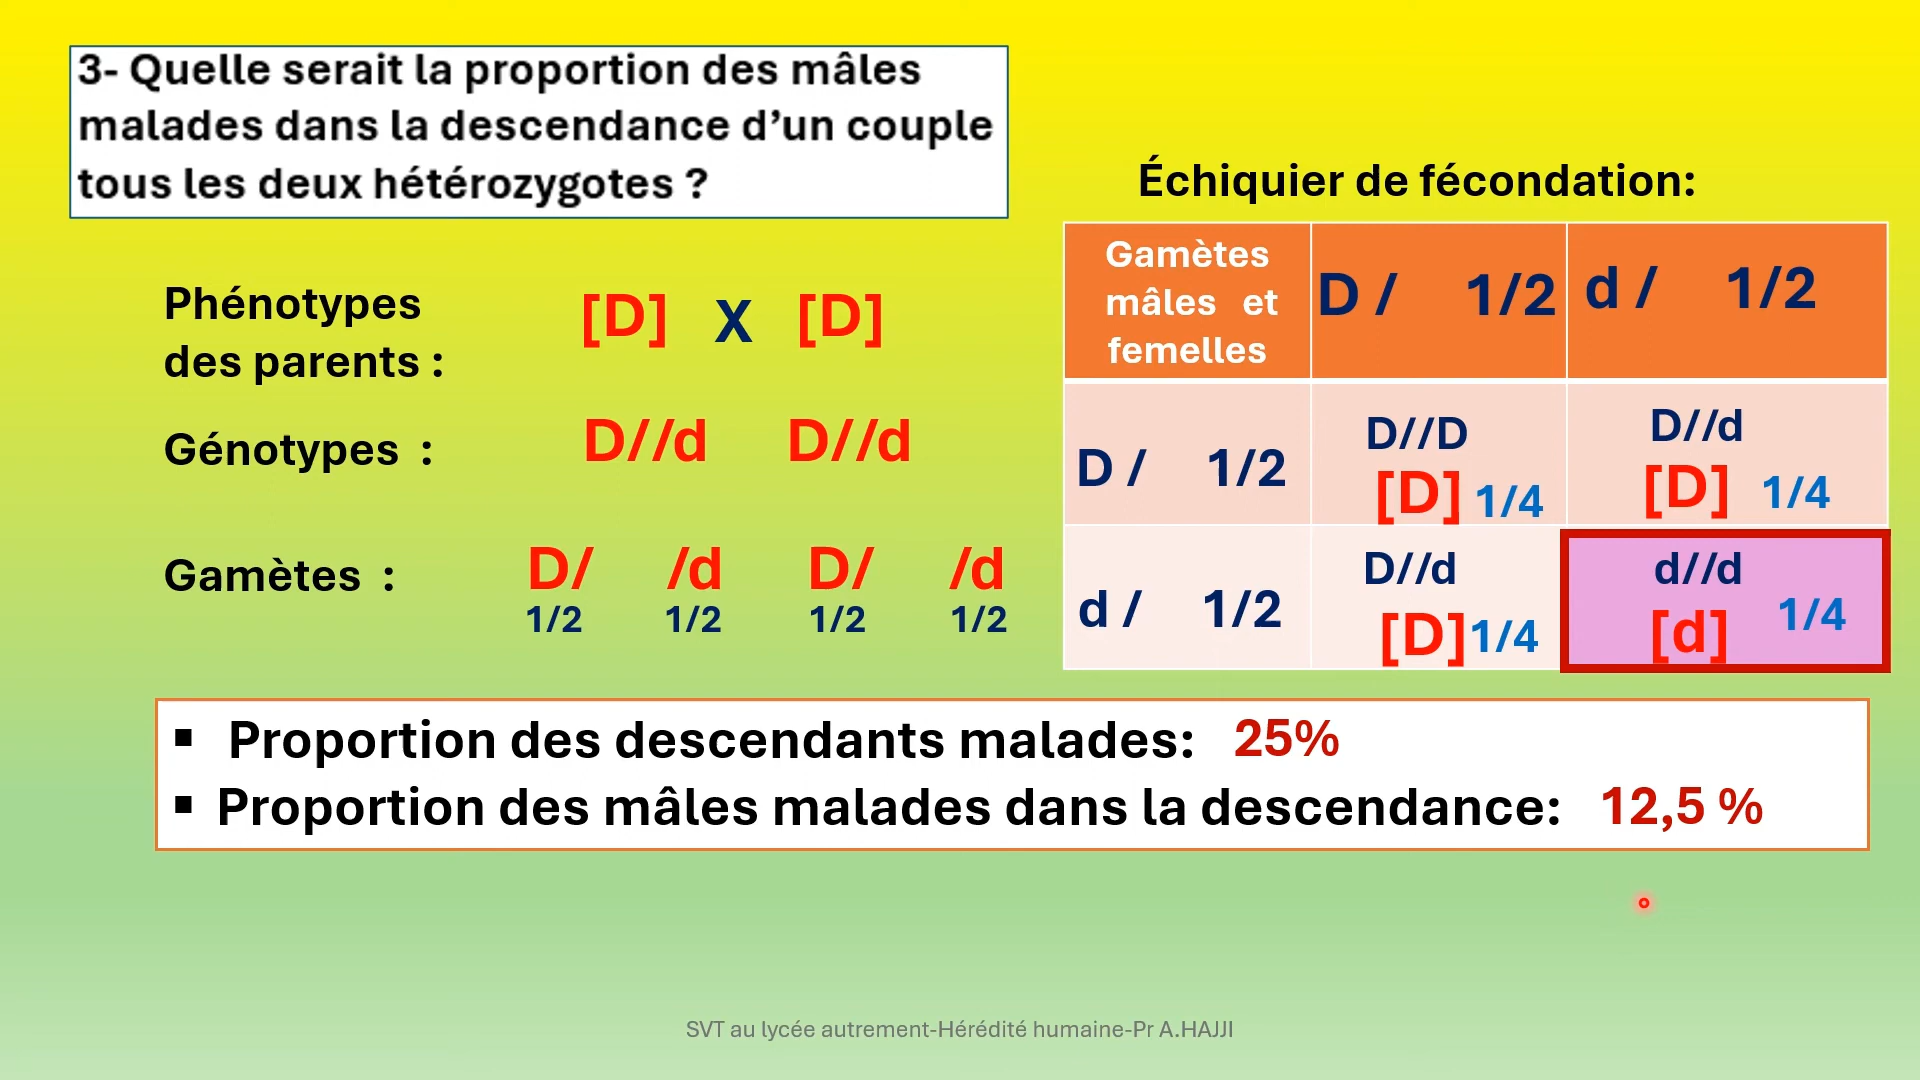 3- Quelle serait la proportion des mâles
malades dans la descendance d’un couple
tous les deux hétérozygotes ?
Phénotypes
des parents :
[D] X [D]
Génotypes :
D//d D//d
Gamètes :
D/ /d D/ /d
1/2 1/2 1/2 1/2
Échiquier de fécondation:
Gamètes
mâles et
femelles
D / 1/2
d / 1/2
D / 1/2
D//D
[D] 1/4
D//d
[D] 1/4
d / 1/2
D//d
[D] 1/4
d//d
[d] 1/4
▪ Proportion des descendants malades: 25%
▪ Proportion des mâles malades dans la descendance: 12,5 %
SVT au lycée autrement-Hérédité humaine-Pr A.HAJJI